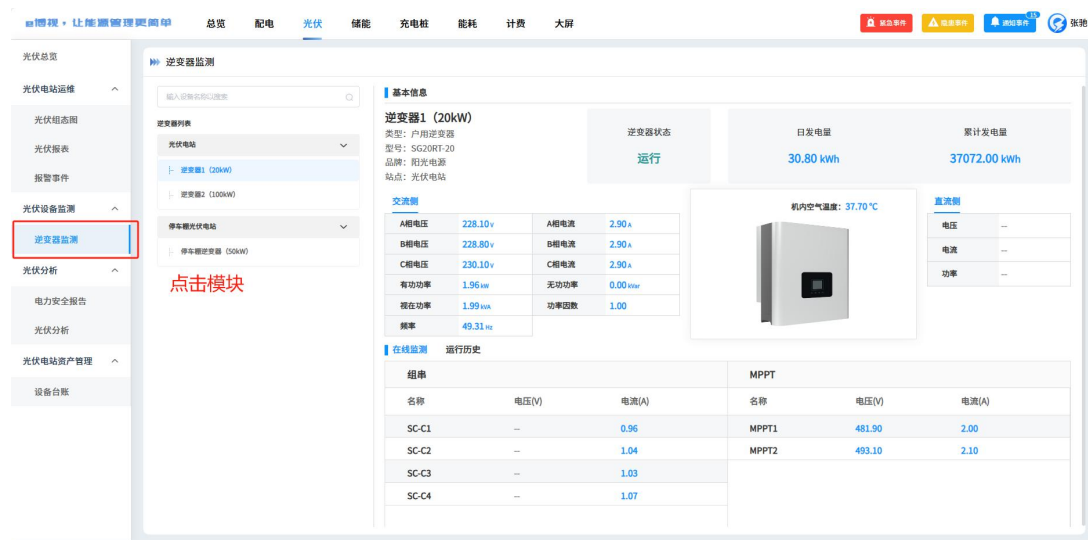 e博视，让能源管理更简单 总览 配电 光伏 储能 充电桩 能耗 计费 大屏 紧急事件 隐患事件 通知事件 15 张弛
光伏总览
光伏电站运维
光伏组态图
光伏报表
报警事件
光伏设备监测
逆变器监测
光伏分析
电力安全报告
光伏分析
光伏电站资产管理
设备台账
逆变器监测
输入设备名称以搜索
逆变器列表
光伏电站
逆变器1（20kW）
逆变器2（100kW）
停车棚光伏电站
停车棚逆变器（50kW）
点击模块
基本信息
逆变器1（20kW）
类型：户用逆变器
型号：SG20RT-20
品牌：阳光电源
站点：光伏电站
逆变器状态
运行
日发电量
30.80 kWh
累计发电量
37072.00 kWh
交流侧
A相电压 228.10 V A相电流 2.90 A
B相电压 228.80 V B相电流 2.90 A
C相电压 230.10 V C相电流 2.90 A
有功功率 1.96 kW 无功功率 0.00 kVar
视在功率 1.99 kVA 功率因数 1.00
频率 49.31 Hz
机内空气温度：37.70 ℃
直流侧
电压 --
电流 --
功率 --
在线监测 运行历史
组串
名称 电压(V) 电流(A)
SC-C1 -- 0.96
SC-C2 -- 1.04
SC-C3 -- 1.03
SC-C4 -- 1.07
MPPT
名称 电压(V) 电流(A)
MPPT1 481.90 2.00
MPPT2 493.10 2.10